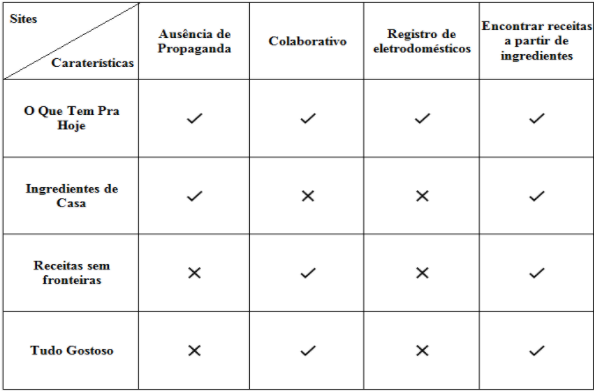 Sites
Caraterísticas
Ausência de
Propaganda
Colaborativo
Registro de
eletrodomésticos
Encontrar receitas
a partir de
ingredientes
O Que Tem Pra
Hoje
✓ ✓ ✓ ✓
Ingredientes de
Casa
✓ ✕ ✕ ✓
Receitas sem
fronteiras
✕ ✓ ✕ ✓
Tudo Gostoso
✕ ✓ ✕ ✓